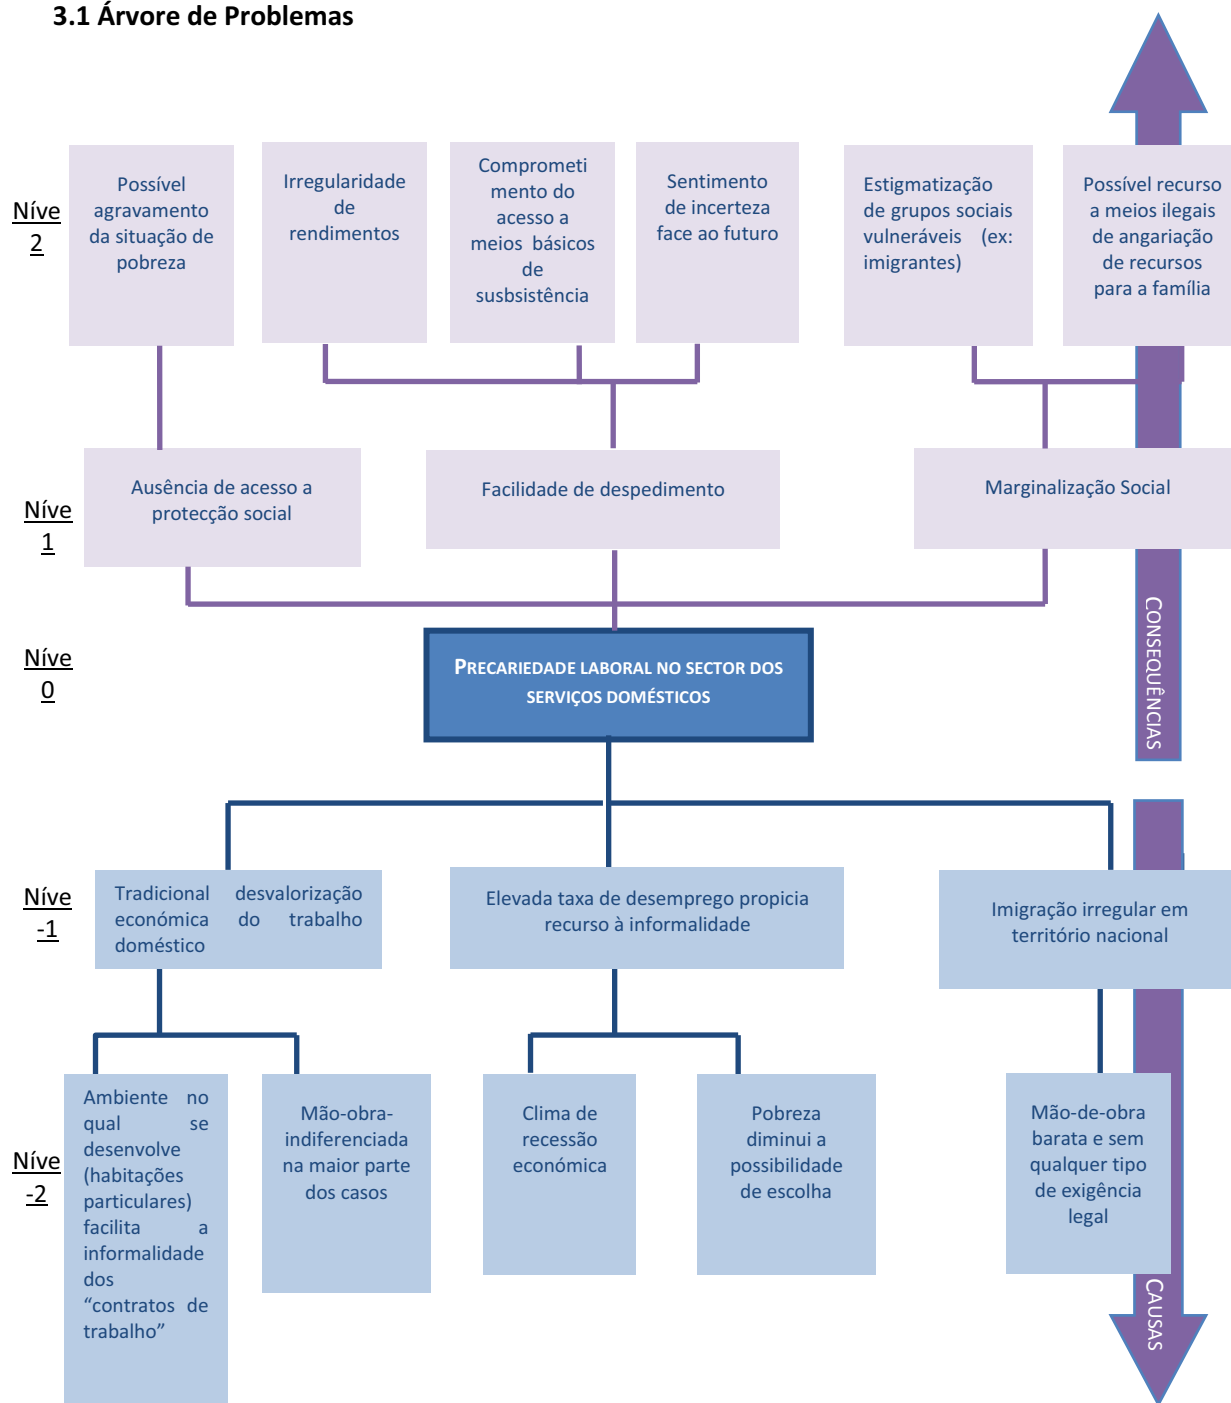 3.1 Árvore de Problemas
Níve
2
Possível
agravamento
da situação de
pobreza
Irregularidade
de
rendimentos
Comprometi
mento do
acesso a
meios básicos
de
susbsistência
Sentimento
de incerteza
face ao futuro
Estigmatização
de grupos sociais
vulneráveis (ex:
imigrantes)
Possível recurso
a meios ilegais
de angariação
de recursos
para a família
Níve
1
Ausência de acesso a
protecção social
Facilidade de despedimento
Marginalização Social
Níve
0
PRECARIEDADE LABORAL NO SECTOR DOS
SERVIÇOS DOMÉSTICOS
CONSEQUÊNCIAS
Níve
-1
Tradicional desvalorização
económica do trabalho
doméstico
Elevada taxa de desemprego propicia
recurso à informalidade
Imigração irregular em
território nacional
Níve
-2
Ambiente no
qual se
desenvolve
(habitações
particulares)
facilita a
informalidade
dos
“contratos de
trabalho”
Mão-obra-
indiferenciada
na maior parte
dos casos
Clima de
recessão
económica
Pobreza
diminui a
possibilidade
de escolha
Mão-de-obra
barata e sem
qualquer tipo
de exigência
legal
CAUSAS